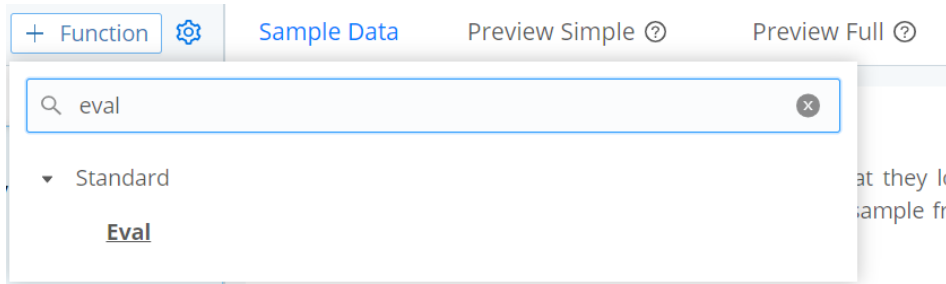 + Function Sample Data Preview Simple Preview Full
eval
Standard
at they
Eval
sample